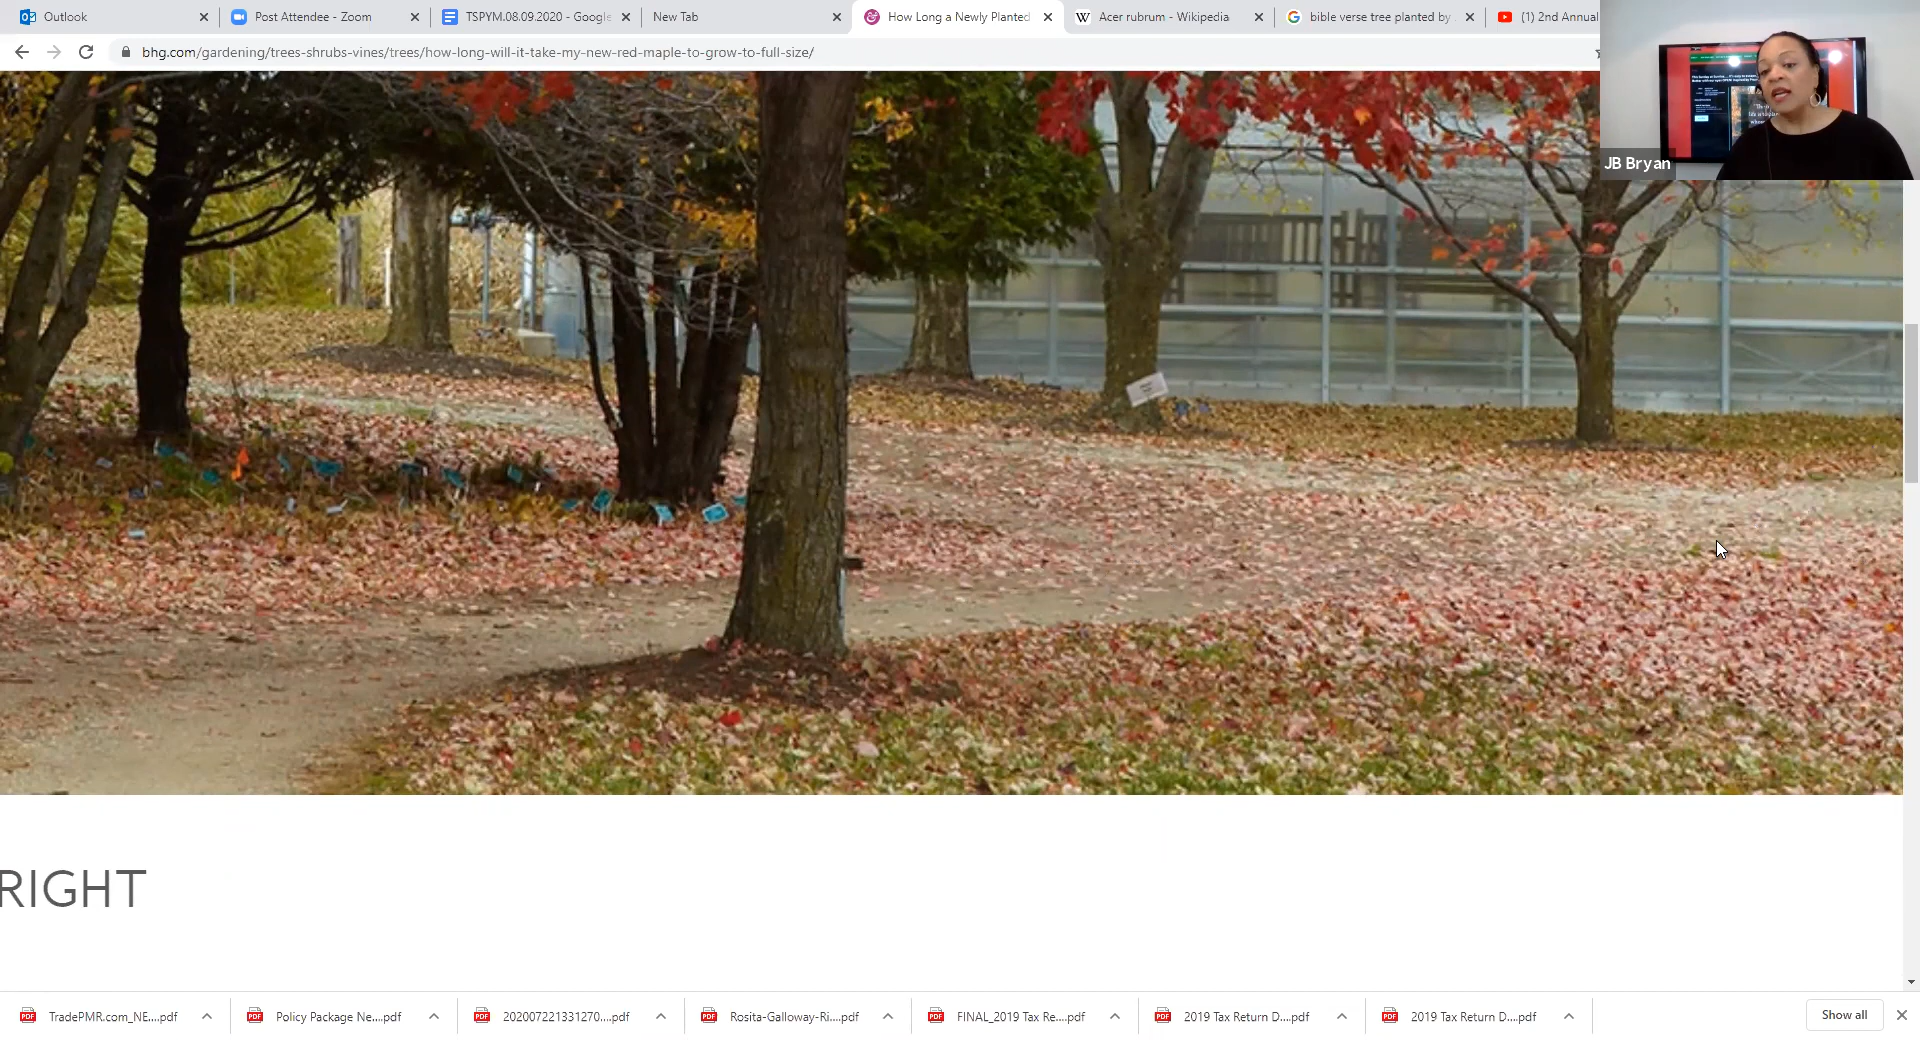 Outlook
Post Attendee - Zoom
TSPYM.08.09.2020 - Google
New Tab
How Long a Newly Planted
Acer rubrum - Wikipedia
bible verse tree planted by
(1) 2nd Annual
bhg.com/gardening/trees-shrubs-vines/trees/how-long-will-it-take-my-new-red-maple-to-grow-to-full-size/
JB Bryan
RIGHT
TradePMR.com_NE....pdf
Policy Package Ne....pdf
202007221331270....pdf
Rosita-Galloway-Ri....pdf
FINAL_2019 Tax Re....pdf
2019 Tax Return D....pdf
2019 Tax Return D....pdf
Show all